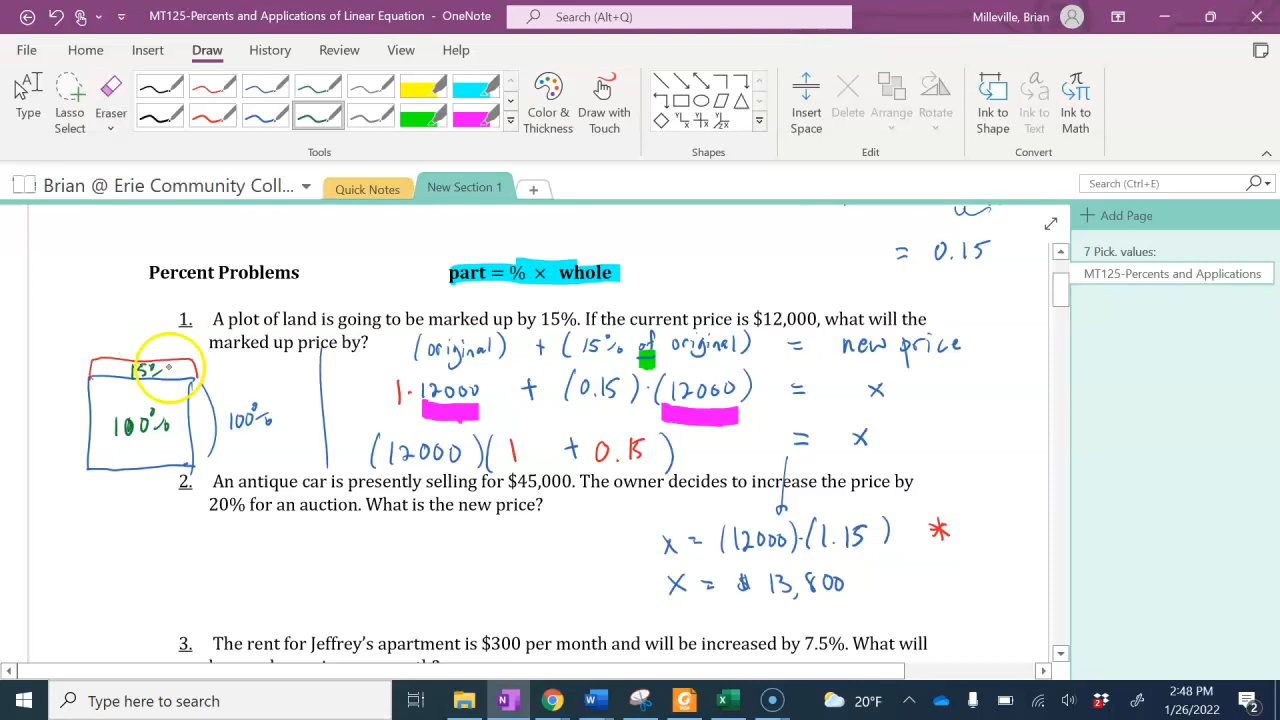 MT125-Percents and Applications of Linear Equation - OneNote
Search (Alt+Q)
Milleville, Brian
File Home Insert Draw History Review View Help
Type Lasso Select Eraser Color & Thickness Draw with Touch Insert Space Delete Arrange Rotate Ink to Shape Ink to Text Ink to Math
Tools Shapes Edit Convert
Brian @ Erie Community Coll... Quick Notes New Section 1 Search (Ctrl+E)
Add Page
7 Pick. values:
MT125-Percents and Applications
= 0.15
Percent Problems part = % × whole
1. A plot of land is going to be marked up by 15%. If the current price is $12,000, what will the
marked up price by?
(original) + (15% of original) = new price
15%
100%
100%
1·12000 + (0.15)·(12000) = x
(12000)(1 + 0.15) = x
2. An antique car is presently selling for $45,000. The owner decides to increase the price by
20% for an auction. What is the new price?
x = (12000)·(1.15) *
x = $ 13,800
3. The rent for Jeffrey's apartment is $300 per month and will be increased by 7.5%. What will
Type here to search
20°F
2:48 PM
1/26/2022
2